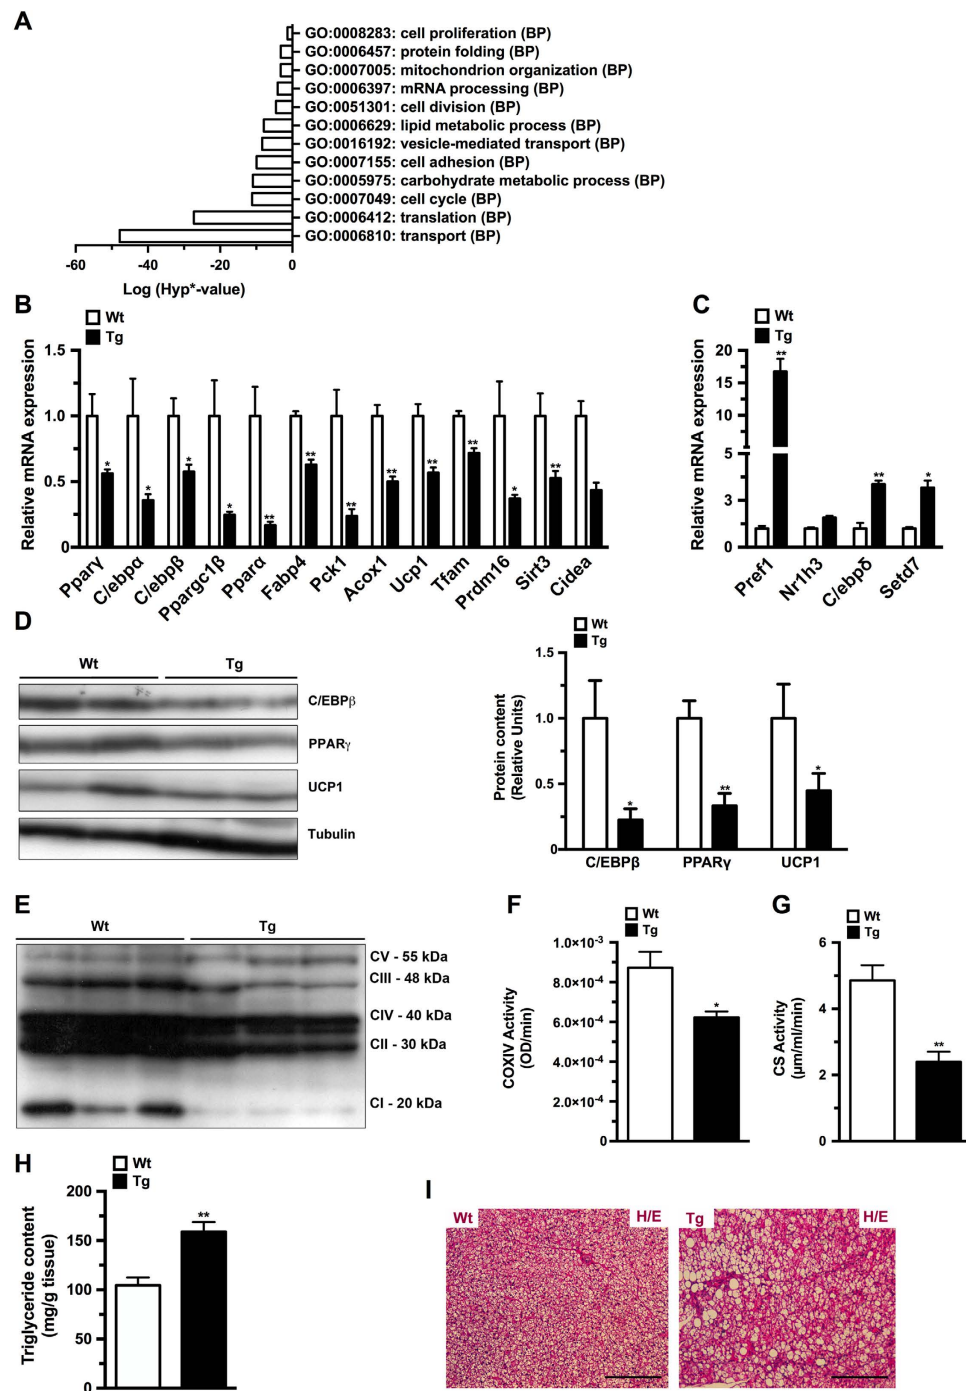 A
GO:0008283: cell proliferation (BP)
GO:0006457: protein folding (BP)
GO:0007005: mitochondrion organization (BP)
GO:0006397: mRNA processing (BP)
GO:0051301: cell division (BP)
GO:0006629: lipid metabolic process (BP)
GO:0016192: vesicle-mediated transport (BP)
GO:0007155: cell adhesion (BP)
GO:0005975: carbohydrate metabolic process (BP)
GO:0007049: cell cycle (BP)
GO:0006412: translation (BP)
GO:0006810: transport (BP)
-60 -40 -20 0
Log (Hyp*-value)
B
Wt
Tg
Relative mRNA expression
1.5
1.0
0.5
0
* * * * ** ** ** ** ** ** * **
Pparγ C/ebpα C/ebpβ Ppargc1β Pparα Fabp4 Pck1 Acox1 Ucp1 Tfam Prdm16 Sirt3 Cidea
C
Wt
Tg
Relative mRNA expression
20
15
10
5
3
0
** ** *
Pref1 Nr1h3 C/ebpδ Setd7
D
Wt Tg
C/EBPβ
PPARγ
UCP1
Tubulin
Wt
Tg
Protein content
(Relative Units)
1.5
1.0
0.5
0
* ** *
C/EBPβ PPARγ UCP1
E
Wt Tg
CV - 55 kDa
CIII - 48 kDa
CIV - 40 kDa
CII - 30 kDa
CI - 20 kDa
F
Wt
Tg
COXIV Activity
(OD/min)
1.0×10⁻³
8.0×10⁻⁴
6.0×10⁻⁴
4.0×10⁻⁴
2.0×10⁻⁴
0
*
G
Wt
Tg
CS Activity
(µm/ml/min)
6
4
2
0
**
H
Wt
Tg
Triglyceride content
(mg/g tissue)
200
150
100
50
0
**
I
Wt H/E
Tg H/E